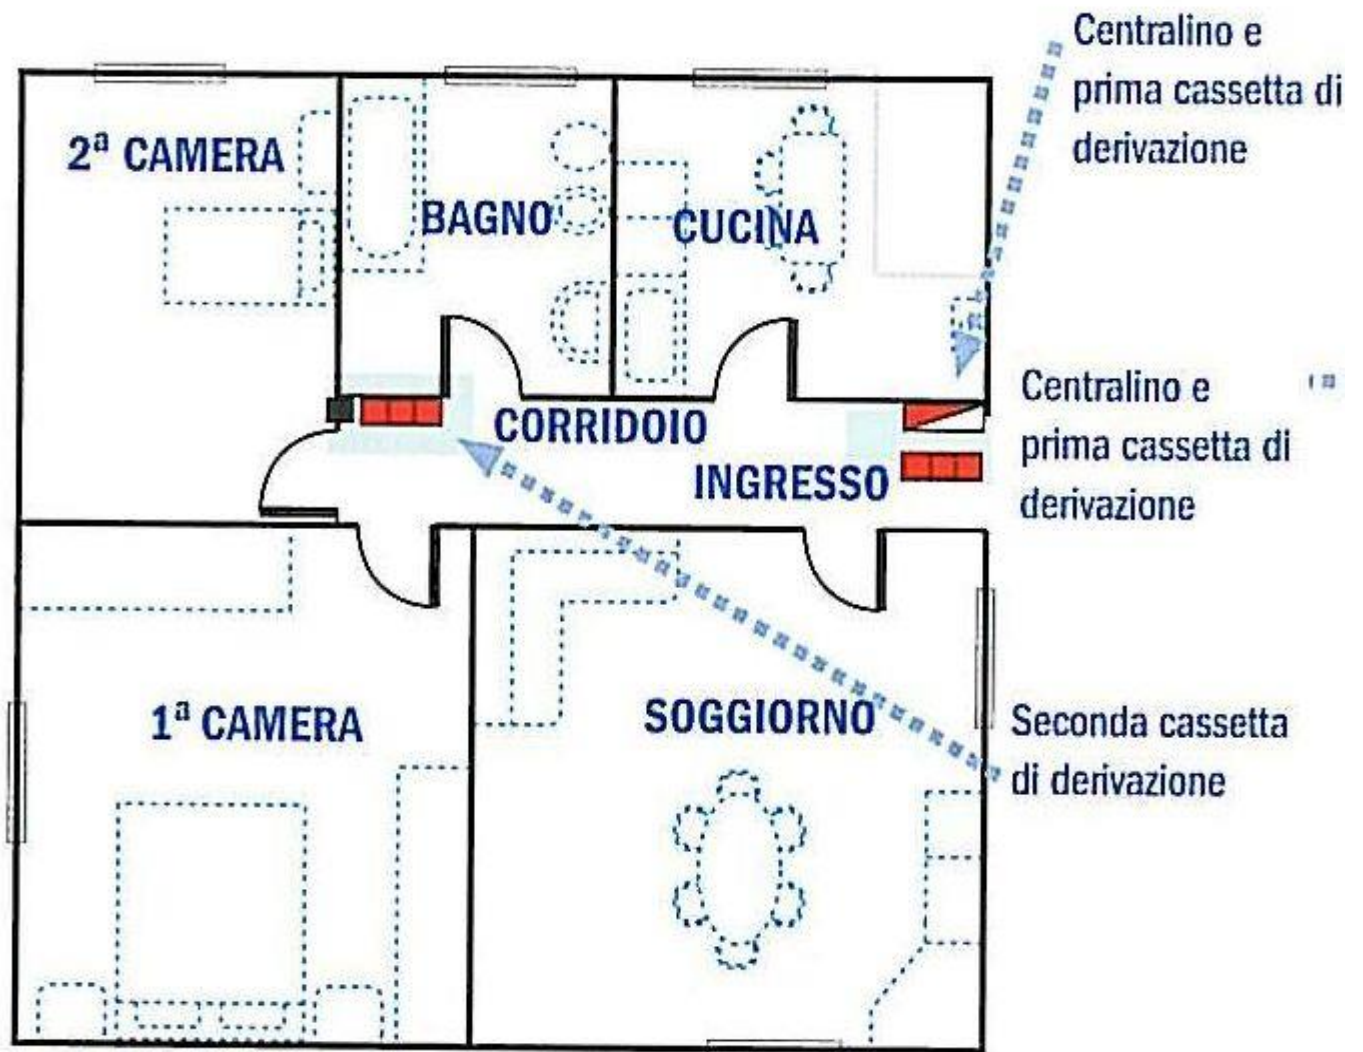 Centralino e
prima cassetta di
derivazione
2ª CAMERA
BAGNO
CUCINA
Centralino e
prima cassetta di
derivazione
CORRIDOIO
INGRESSO
1ª CAMERA
SOGGIORNO
Seconda cassetta
di derivazione